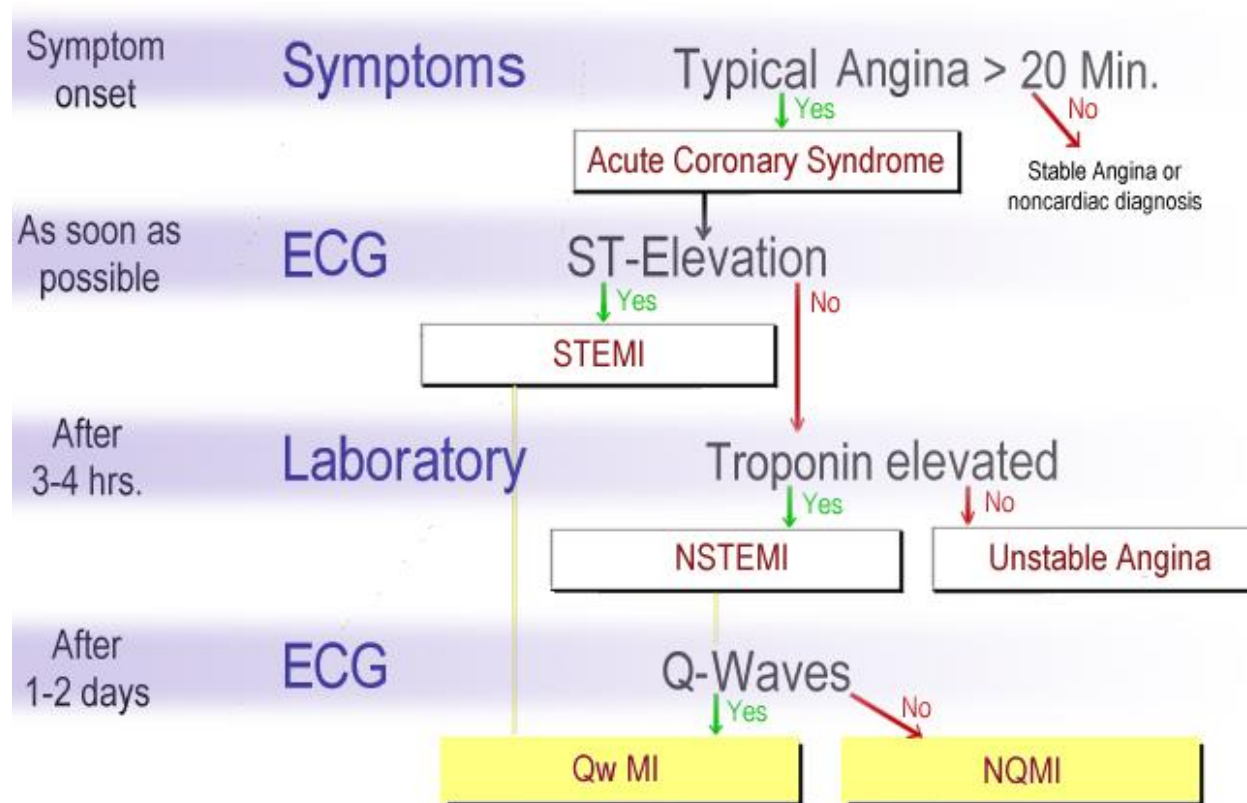 Symptom
onset
Symptoms
Typical Angina > 20 Min.
Yes
No
Acute Coronary Syndrome
Stable Angina or
noncardiac diagnosis
As soon as
possible
ECG
ST-Elevation
Yes
No
STEMI
After
3-4 hrs.
Laboratory
Troponin elevated
Yes
No
NSTEMI
Unstable Angina
After
1-2 days
ECG
Q-Waves
Yes
No
Qw MI
NQMI